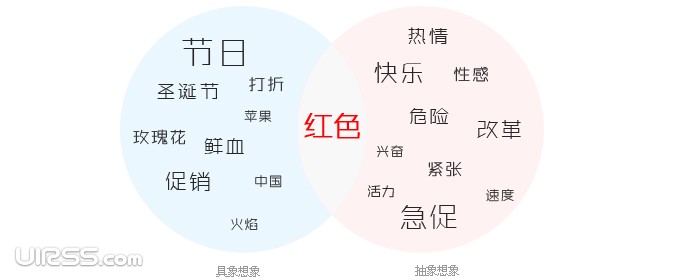 节日
圣诞节
打折
苹果
玫瑰花
鲜血
促销
中国
火焰
红色
热情
快乐
性感
危险
改革
兴奋
紧张
活力
速度
急促
UIRSS.com
具象想象
抽象想象